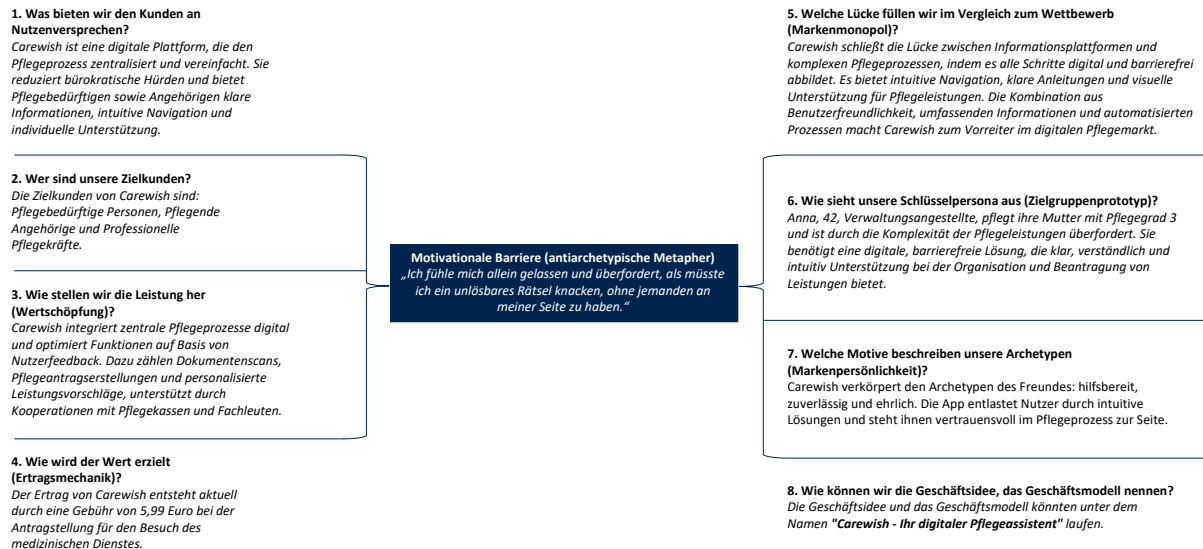 1. Was bieten wir den Kunden an
Nutzenversprechen?
Carewish ist eine digitale Plattform, die den
Pflegeprozess zentralisiert und vereinfacht. Sie
reduziert bürokratische Hürden und bietet
Pflegebedürftigen sowie Angehörigen klare
Informationen, intuitive Navigation und
individuelle Unterstützung.
2. Wer sind unsere Zielkunden?
Die Zielkunden von Carewish sind:
Pflegebedürftige Personen, Pflegende
Angehörige und Professionelle
Pflegekräfte.
3. Wie stellen wir die Leistung her
(Wertschöpfung)?
Carewish integriert zentrale Pflegeprozesse digital
und optimiert Funktionen auf Basis von
Nutzerfeedback. Dazu zählen Dokumentenscans,
Pflegeantragserstellungen und personalisierte
Leistungsvorschläge, unterstützt durch
Kooperationen mit Pflegekassen und Fachleuten.
4. Wie wird der Wert erzielt
(Ertragsmechanik)?
Der Ertrag von Carewish entsteht aktuell
durch eine Gebühr von 5,99 Euro bei der
Antragstellung für den Besuch des
medizinischen Dienstes.
Motivationale Barriere (antiarchetypische Metapher)
„Ich fühle mich allein gelassen und überfordert, als müsste
ich ein unlösbares Rätsel knacken, ohne jemanden an
meiner Seite zu haben.“
5. Welche Lücke füllen wir im Vergleich zum Wettbewerb
(Markenmonopol)?
Carewish schließt die Lücke zwischen Informationsplattformen und
komplexen Pflegeprozessen, indem es alle Schritte digital und barrierefrei
abbildet. Es bietet intuitive Navigation, klare Anleitungen und visuelle
Unterstützung für Pflegeleistungen. Die Kombination aus
Benutzerfreundlichkeit, umfassenden Informationen und automatisierten
Prozessen macht Carewish zum Vorreiter im digitalen Pflegemarkt.
6. Wie sieht unsere Schlüsselpersona aus (Zielgruppenprototyp)?
Anna, 42, Verwaltungsangestellte, pflegt ihre Mutter mit Pflegegrad 3
und ist durch die Komplexität der Pflegeleistungen überfordert. Sie
benötigt eine digitale, barrierefreie Lösung, die klar, verständlich und
intuitiv Unterstützung bei der Organisation und Beantragung von
Leistungen bietet.
7. Welche Motive beschreiben unsere Archetypen
(Markenpersönlichkeit)?
Carewish verkörpert den Archetypen des Freundes: hilfsbereit,
zuverlässig und ehrlich. Die App entlastet Nutzer durch intuitive
Lösungen und steht ihnen vertrauensvoll im Pflegeprozess zur Seite.
8. Wie können wir die Geschäftsidee, das Geschäftsmodell nennen?
Die Geschäftsidee und das Geschäftsmodell könnten unter dem
Namen "Carewish - Ihr digitaler Pflegeassistent" laufen.